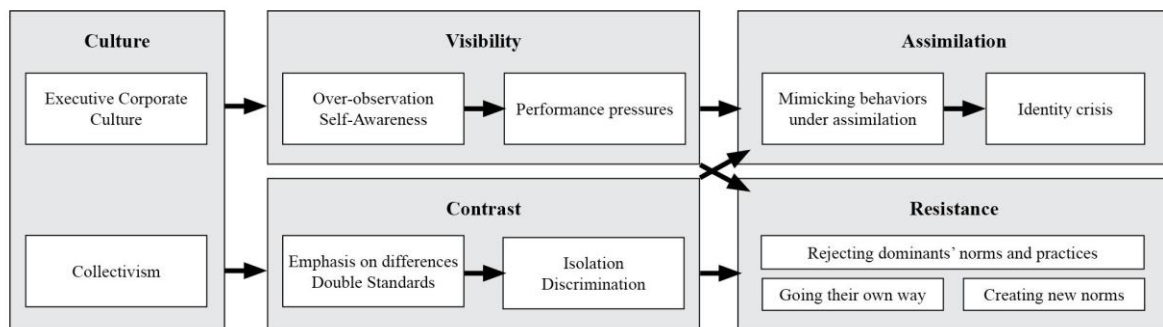 Culture
Executive Corporate
Culture
Collectivism
Visibility
Over-observation
Self-Awareness
Performance pressures
Contrast
Emphasis on differences
Double Standards
Isolation
Discrimination
Assimilation
Mimicking behaviors
under assimilation
Identity crisis
Resistance
Rejecting dominants’ norms and practices
Going their own way
Creating new norms